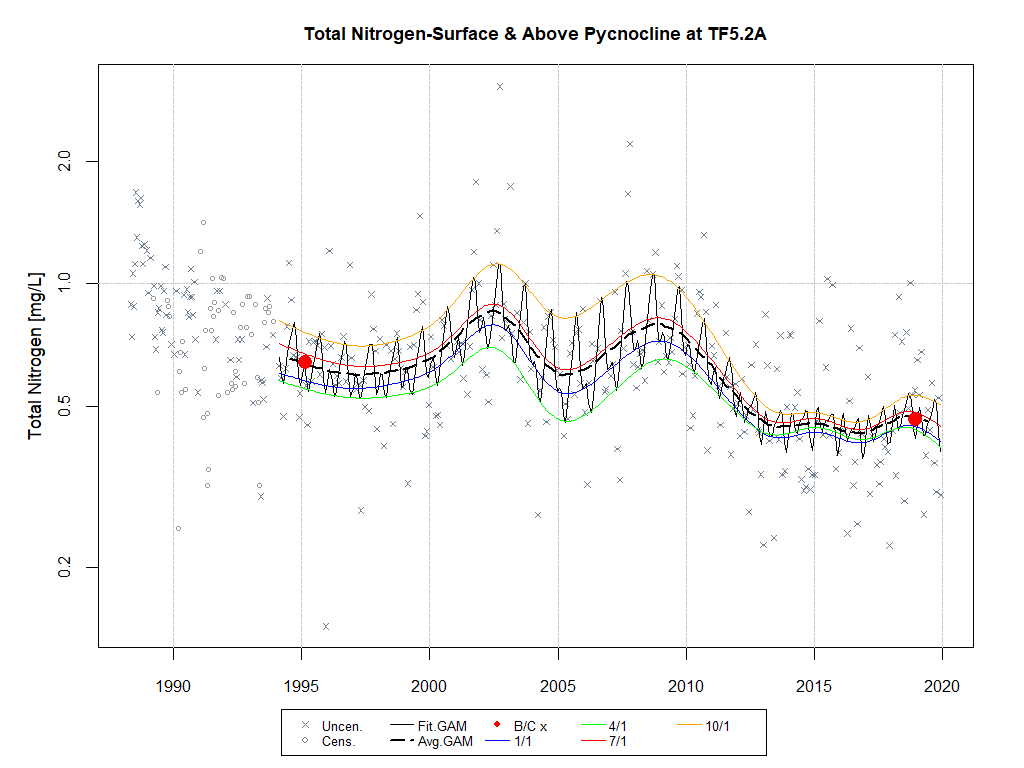 Total Nitrogen-Surface & Above Pycnocline at TF5.2A
Total Nitrogen [mg/L]
2.0
1.0
0.5
0.2
1990 1995 2000 2005 2010 2015 2020
Uncen. Fit.GAM B/C x 4/1 10/1
Cens. Avg.GAM 1/1 7/1